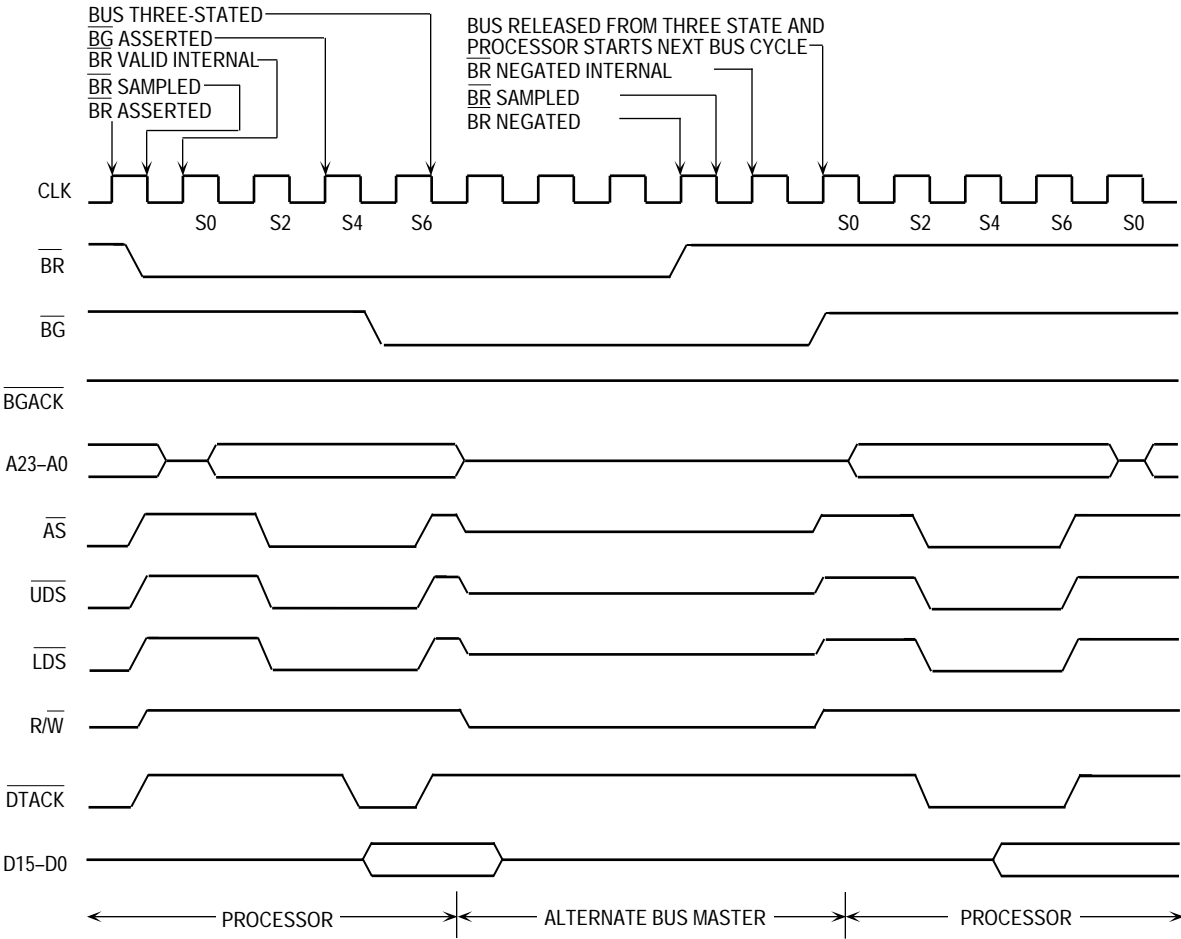 BUS THREE-STATED
BG ASSERTED
BR VALID INTERNAL
BR SAMPLED
BR ASSERTED
BUS RELEASED FROM THREE STATE AND
PROCESSOR STARTS NEXT BUS CYCLE
BR NEGATED INTERNAL
BR SAMPLED
BR NEGATED
CLK
S0 S2 S4 S6 S0 S2 S4 S6 S0
BR
BG
BGACK
A23–A0
AS
UDS
LDS
R/W
DTACK
D15–D0
PROCESSOR ALTERNATE BUS MASTER PROCESSOR